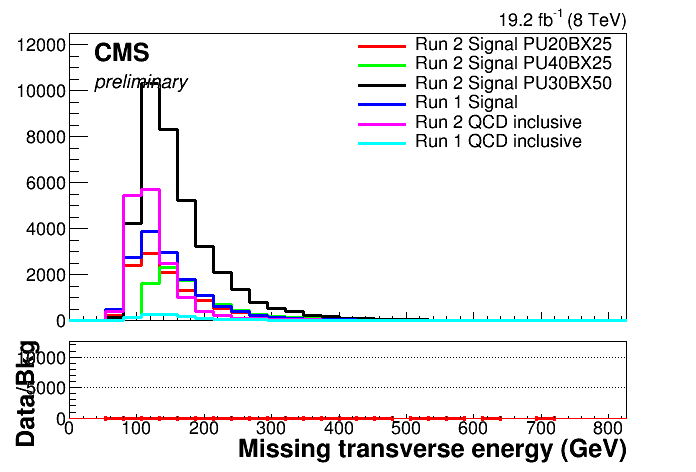 19.2 fb-1 (8 TeV)
CMS
preliminary
Run 2 Signal PU20BX25
Run 2 Signal PU40BX25
Run 2 Signal PU30BX50
Run 1 Signal
Run 2 QCD inclusive
Run 1 QCD inclusive
12000
10000
8000
6000
4000
2000
0
Data/Bkg
10000
5000
0
0 100 200 300 400 500 600 700 800
Missing transverse energy (GeV)